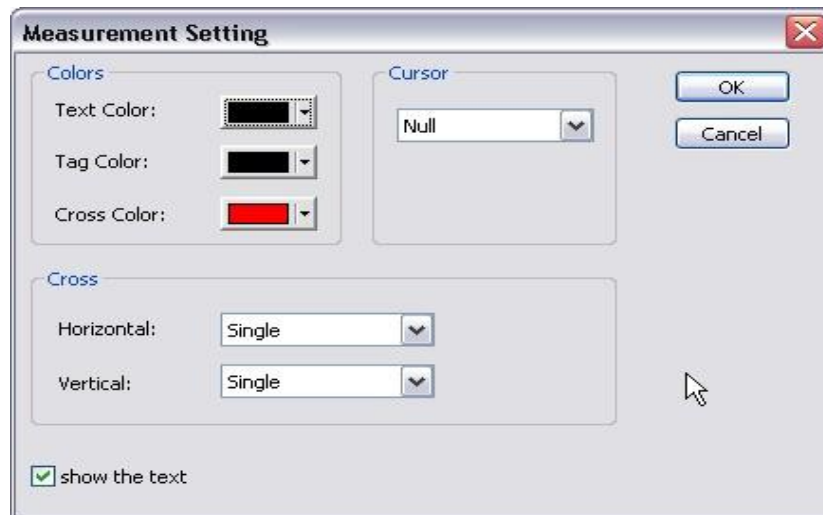 Measurement Setting
Colors
Text Color:
Tag Color:
Cross Color:
Cursor
Null
OK
Cancel
Cross
Horizontal: Single
Vertical: Single
show the text